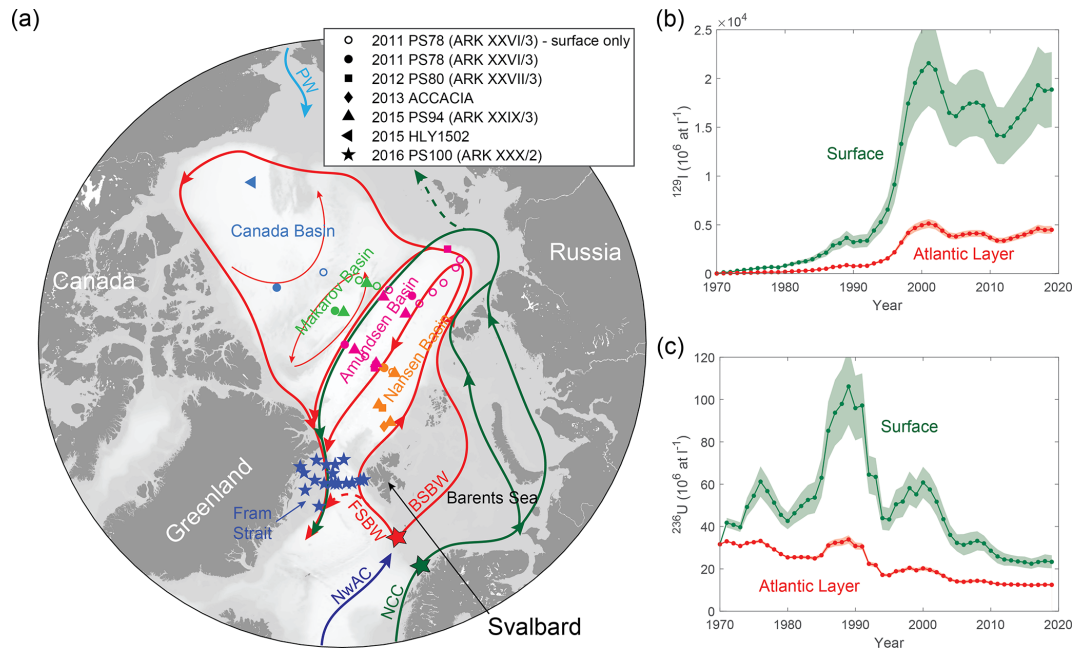 (a)
2011 PS78 (ARK XXVI/3) - surface only
2011 PS78 (ARK XXVI/3)
2012 PS80 (ARK XXVII/3)
2013 ACCACIA
2015 PS94 (ARK XXIX/3)
2015 HLY1502
2016 PS100 (ARK XXX/2)
PW
Canada Basin
Canada
Russia
Makarov Basin
Amundsen Basin
Nansen Basin
Greenland
Fram
Strait
FSBW
BSBW
Barents Sea
NwAC
NCC
Svalbard
(b)
×10⁴
2.5
2
1.5
1
0.5
0
¹²⁹I (10⁶ at l⁻¹)
Surface
Atlantic Layer
1970 1980 1990 2000 2010 2020
Year
(c)
120
100
80
60
40
20
0
²³⁶U (10⁶ at l⁻¹)
Surface
Atlantic Layer
1970 1980 1990 2000 2010 2020
Year